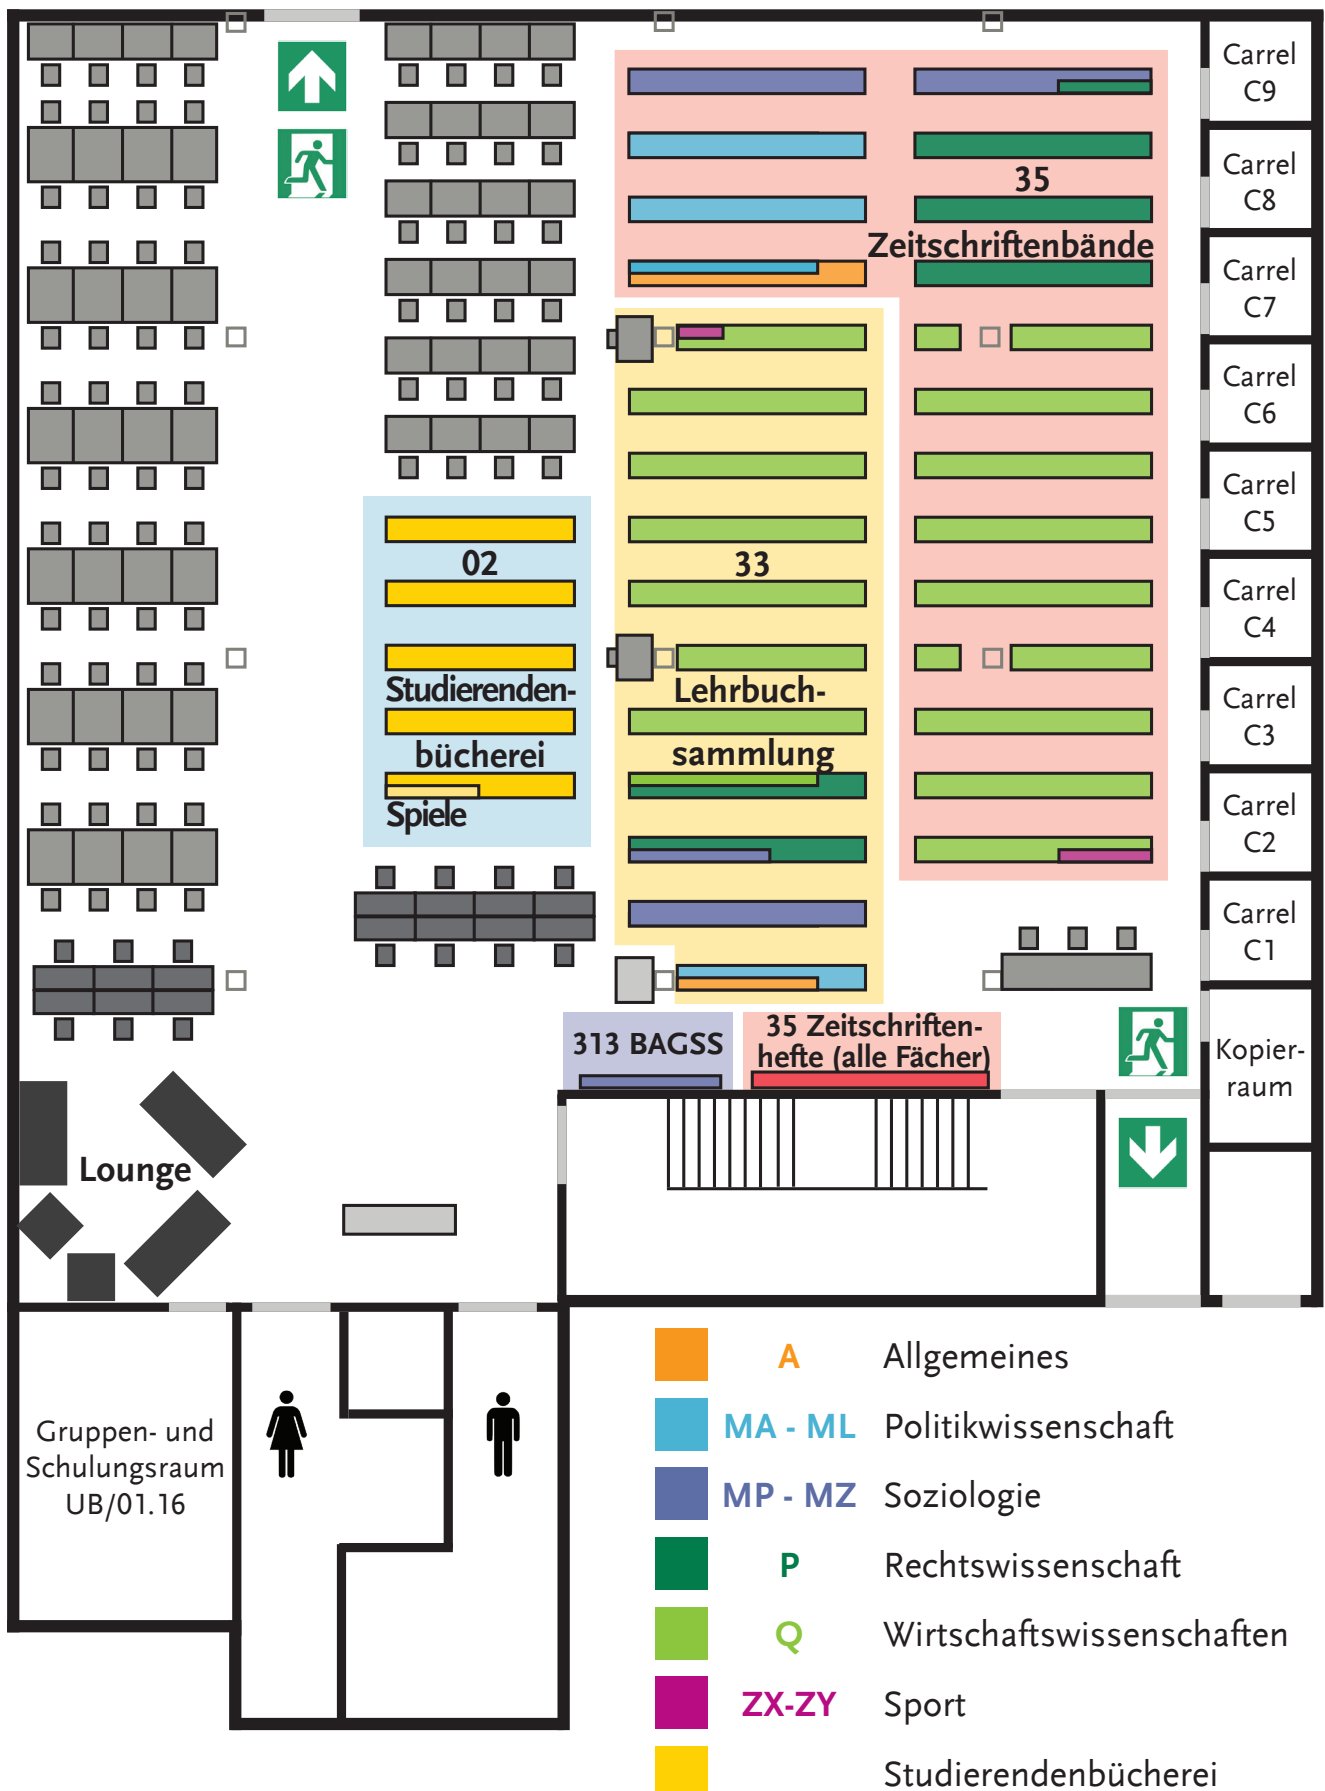 Carrel
C9
Carrel
C8
35
Zeitschriftenbände
Carrel
C7
Carrel
C6
Carrel
C5
02
33
Carrel
C4
Studierenden-
bücherei
Spiele
Lehrbuch-
sammlung
Carrel
C3
Carrel
C2
Carrel
C1
313 BAGSS
35 Zeitschriften-
hefte (alle Fächer)
Kopier-
raum
Lounge
Gruppen- und
Schulungsraum
UB/01.16
A Allgemeines
MA - ML Politikwissenschaft
MP - MZ Soziologie
P Rechtswissenschaft
Q Wirtschaftswissenschaften
ZX-ZY Sport
Studierendenbücherei